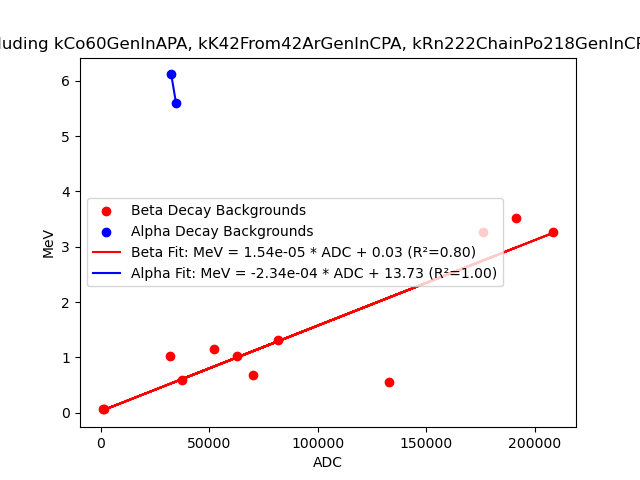 luding kCo60GenInAPA, kK42From42ArGenInCPA, kRn222ChainPo218GenInCP
6
5
4
3
2
1
0
MeV
Beta Decay Backgrounds
Alpha Decay Backgrounds
Beta Fit: MeV = 1.54e-05 * ADC + 0.03 (R²=0.80)
Alpha Fit: MeV = -2.34e-04 * ADC + 13.73 (R²=1.00)
0 50000 100000 150000 200000
ADC